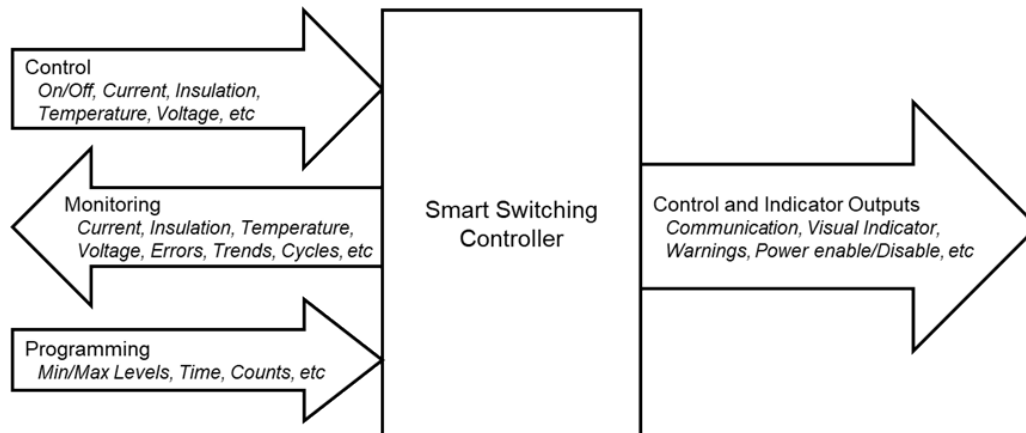 Control
On/Off, Current, Insulation,
Temperature, Voltage, etc
Monitoring
Current, Insulation, Temperature,
Voltage, Errors, Trends, Cycles, etc
Programming
Min/Max Levels, Time, Counts, etc
Smart Switching
Controller
Control and Indicator Outputs
Communication, Visual Indicator,
Warnings, Power enable/Disable, etc